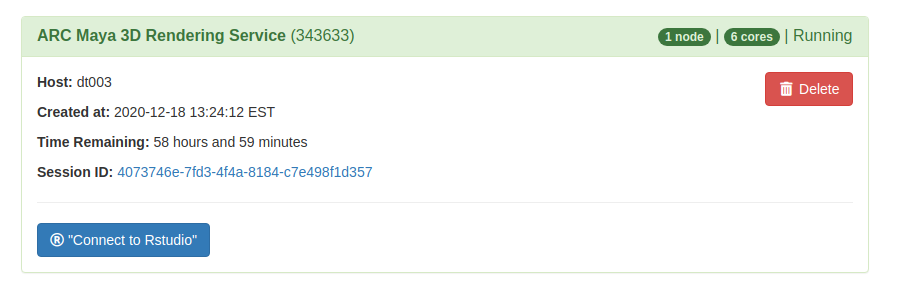 ARC Maya 3D Rendering Service (343633) 1 node | 6 cores | Running
Host: dt003
Delete
Created at: 2020-12-18 13:24:12 EST
Time Remaining: 58 hours and 59 minutes
Session ID: 4073746e-7fd3-4f4a-8184-c7e498f1d357
® "Connect to Rstudio"